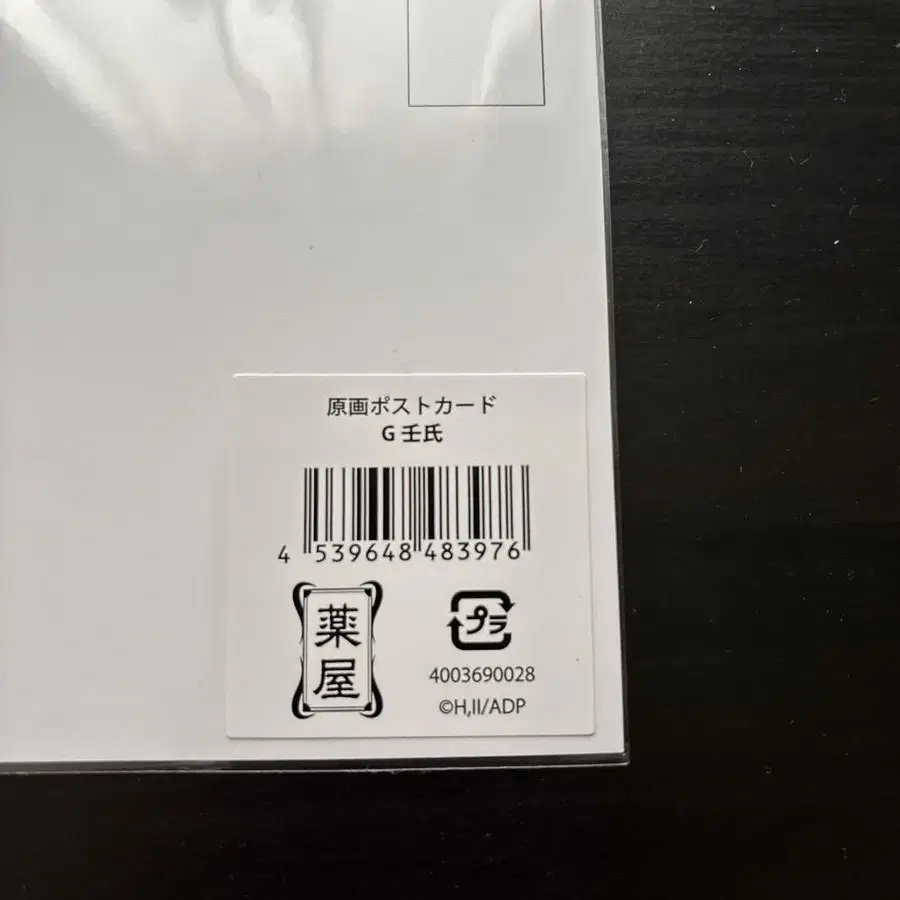 原画ポストカード
G 壬氏
4 539648 483976
薬屋
プラ
4003690028
©H,II/ADP